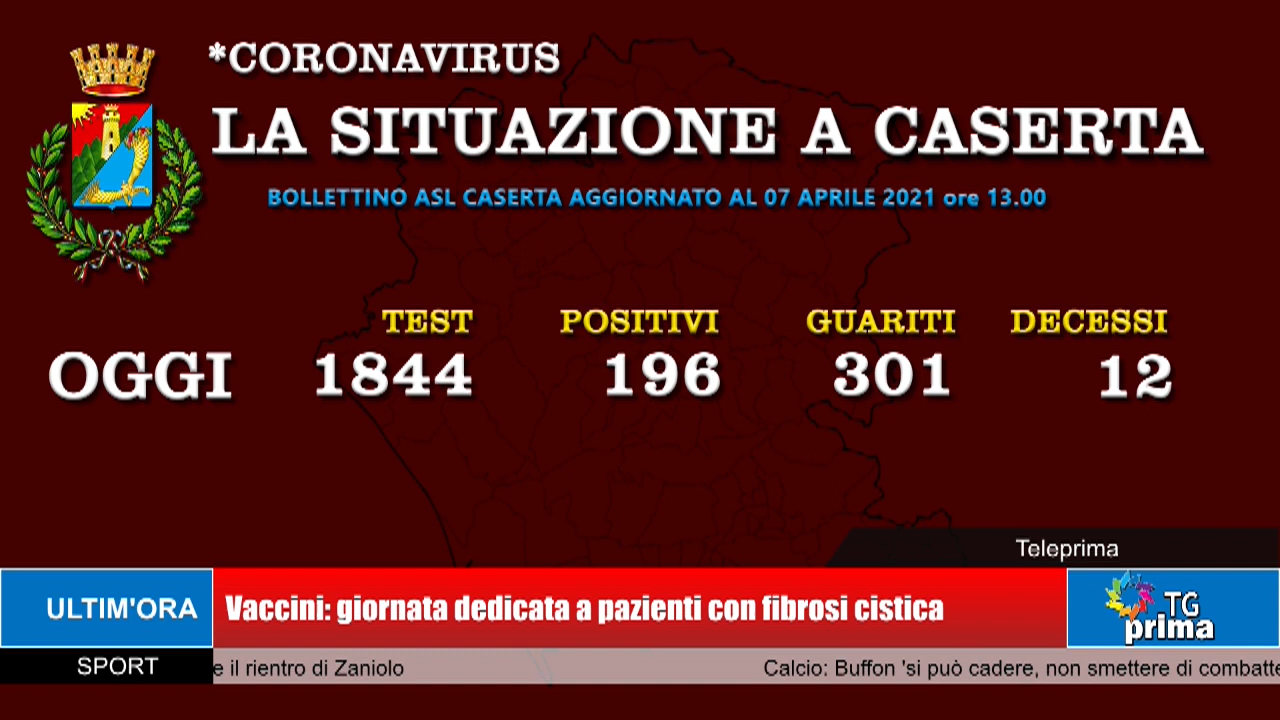 *CORONAVIRUS
LA SITUAZIONE A CASERTA
BOLLETTINO ASL CASERTA AGGIORNATO AL 07 APRILE 2021 ore 13.00
TEST POSITIVI GUARITI DECESSI
OGGI 1844 196 301 12
Teleprima
ULTIM'ORA Vaccini: giornata dedicata a pazienti con fibrosi cistica
TG
prima
SPORT e il rientro di Zaniolo Calcio: Buffon 'si può cadere, non smettere di combatte